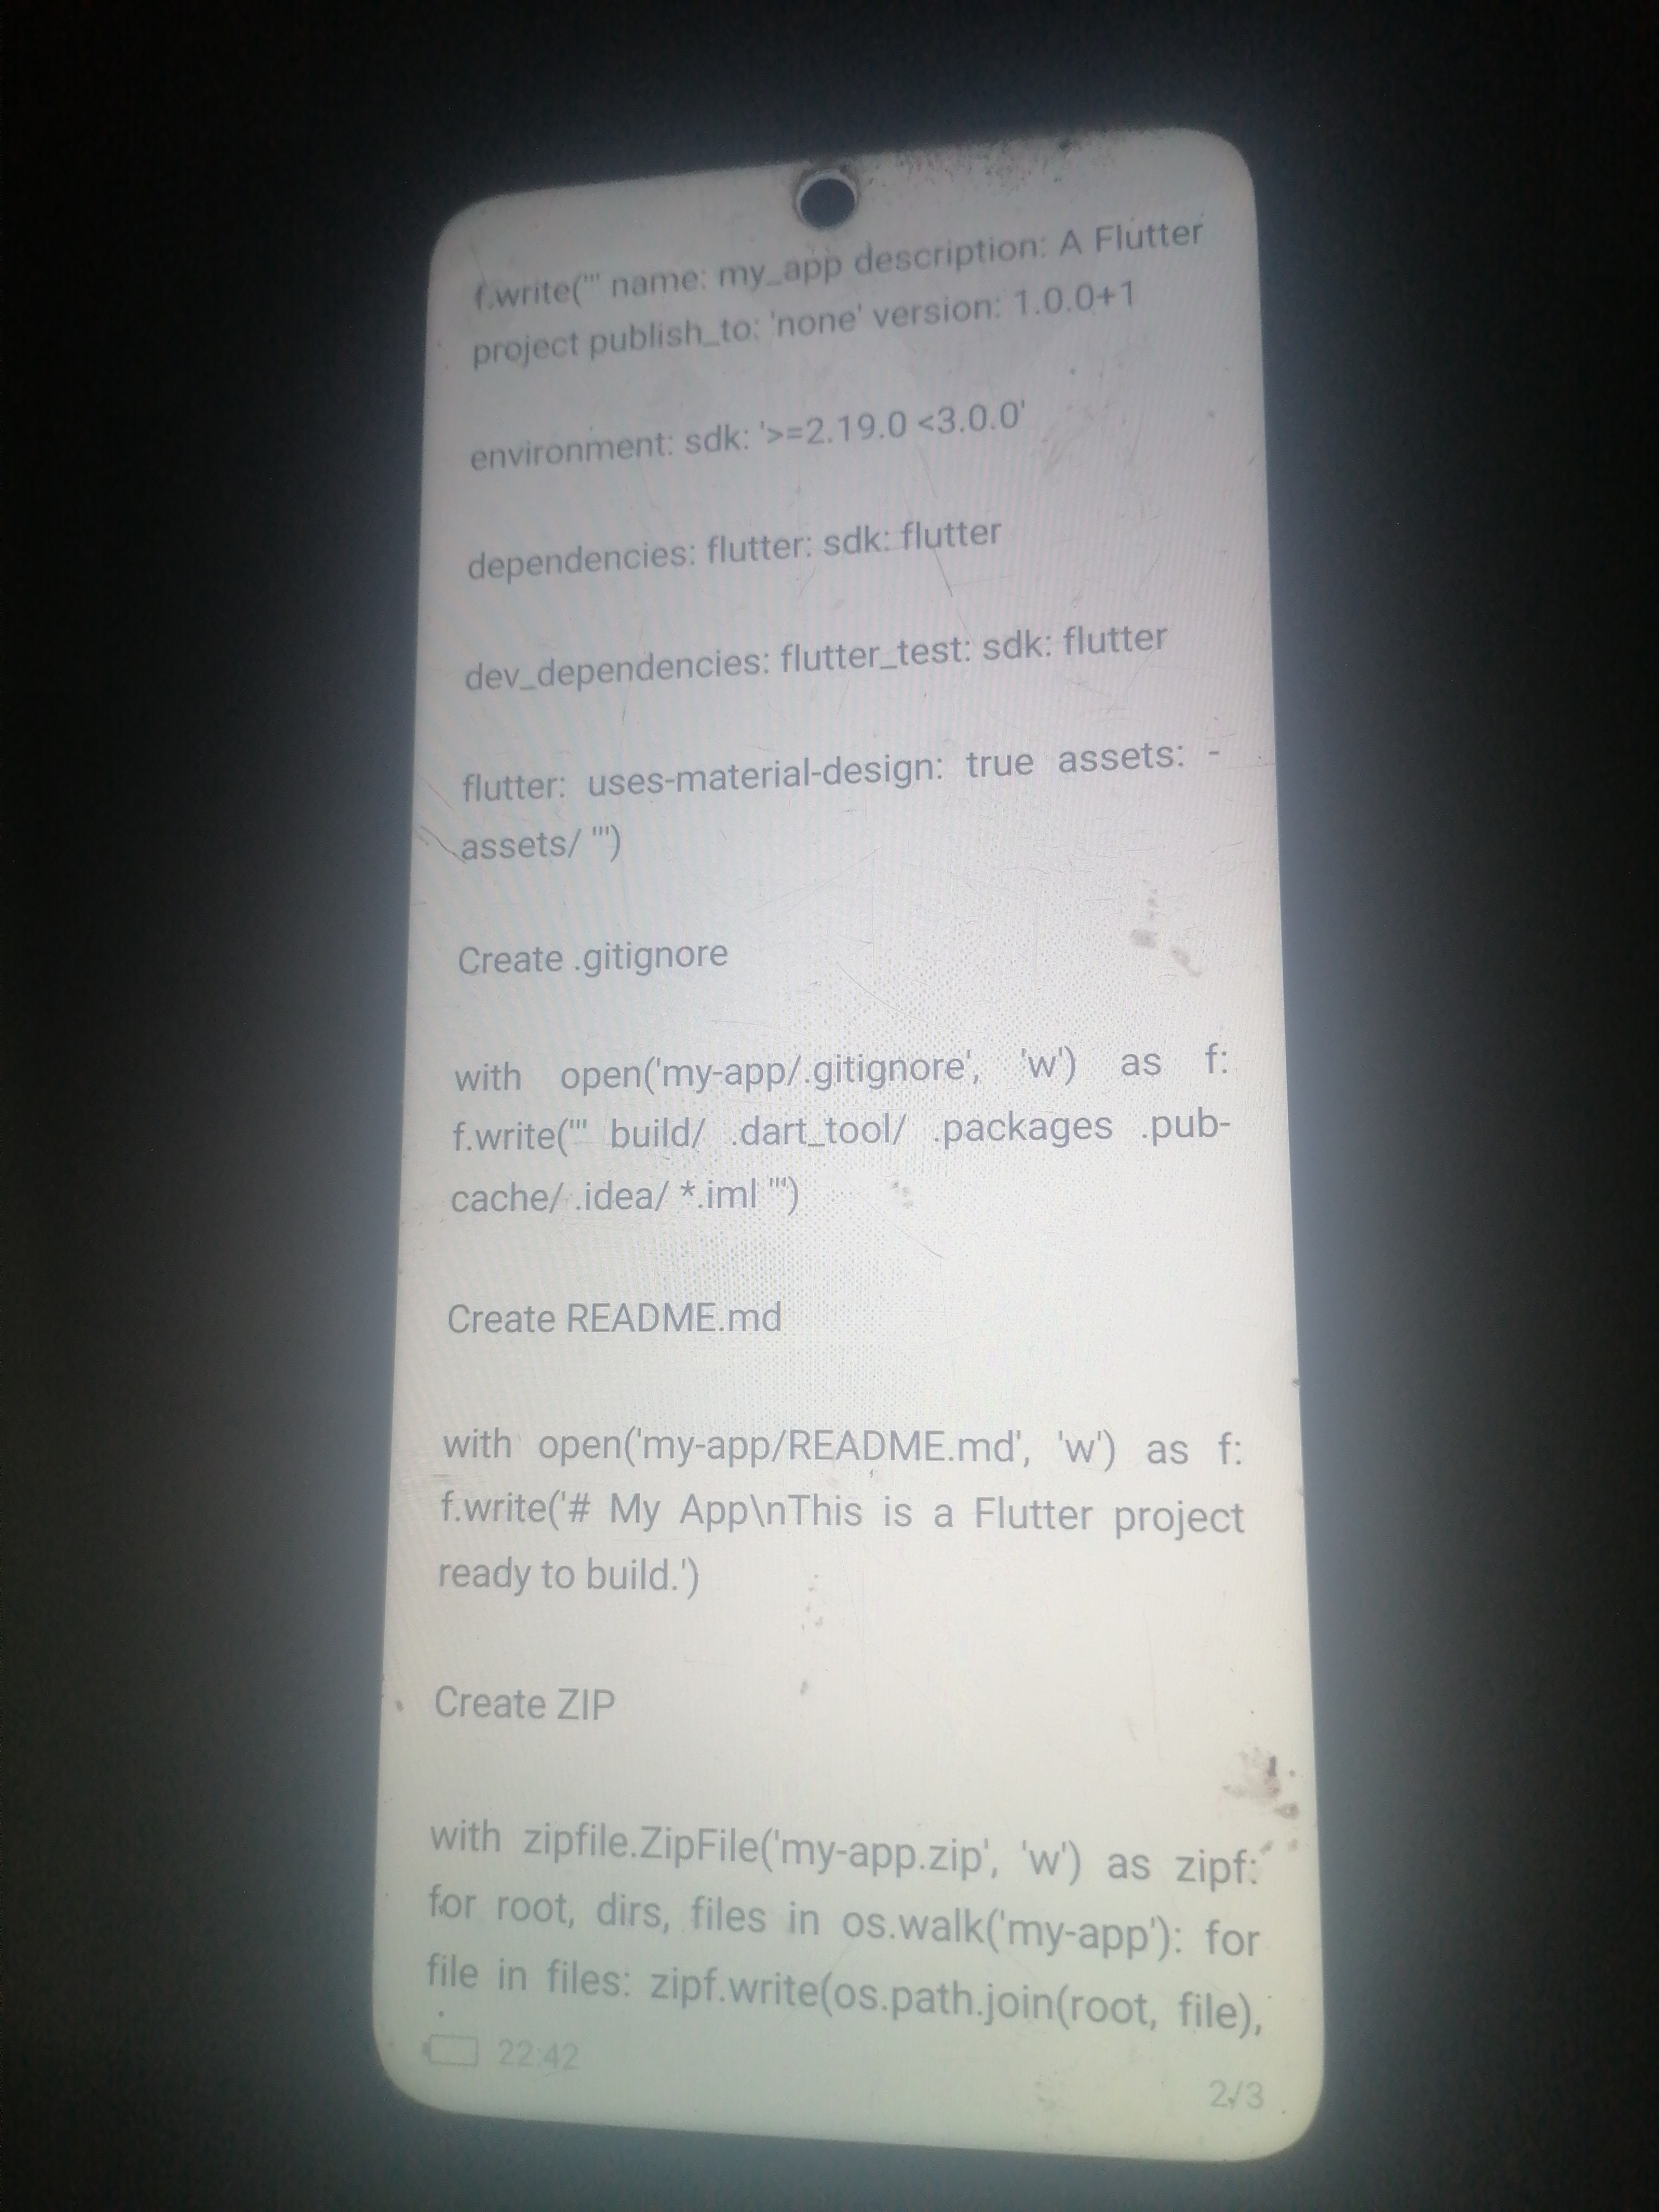 f.write(''' name: my_app description: A Flutter
project publish_to: 'none' version: 1.0.0+1
environment: sdk: '>=2.19.0 <3.0.0'
dependencies: flutter: sdk: flutter
dev_dependencies: flutter_test: sdk: flutter
flutter: uses-material-design: true assets: -
assets/ ''')
Create .gitignore
with open('my-app/.gitignore', 'w') as f:
f.write(''' build/ .dart_tool/ .packages .pub-
cache/ .idea/ *.iml ''')
Create README.md
with open('my-app/README.md', 'w') as f:
f.write('# My App\nThis is a Flutter project
ready to build.')
Create ZIP
with zipfile.ZipFile('my-app.zip', 'w') as zipf:
for root, dirs, files in os.walk('my-app'): for
file in files: zipf.write(os.path.join(root, file),
22:42
2/3